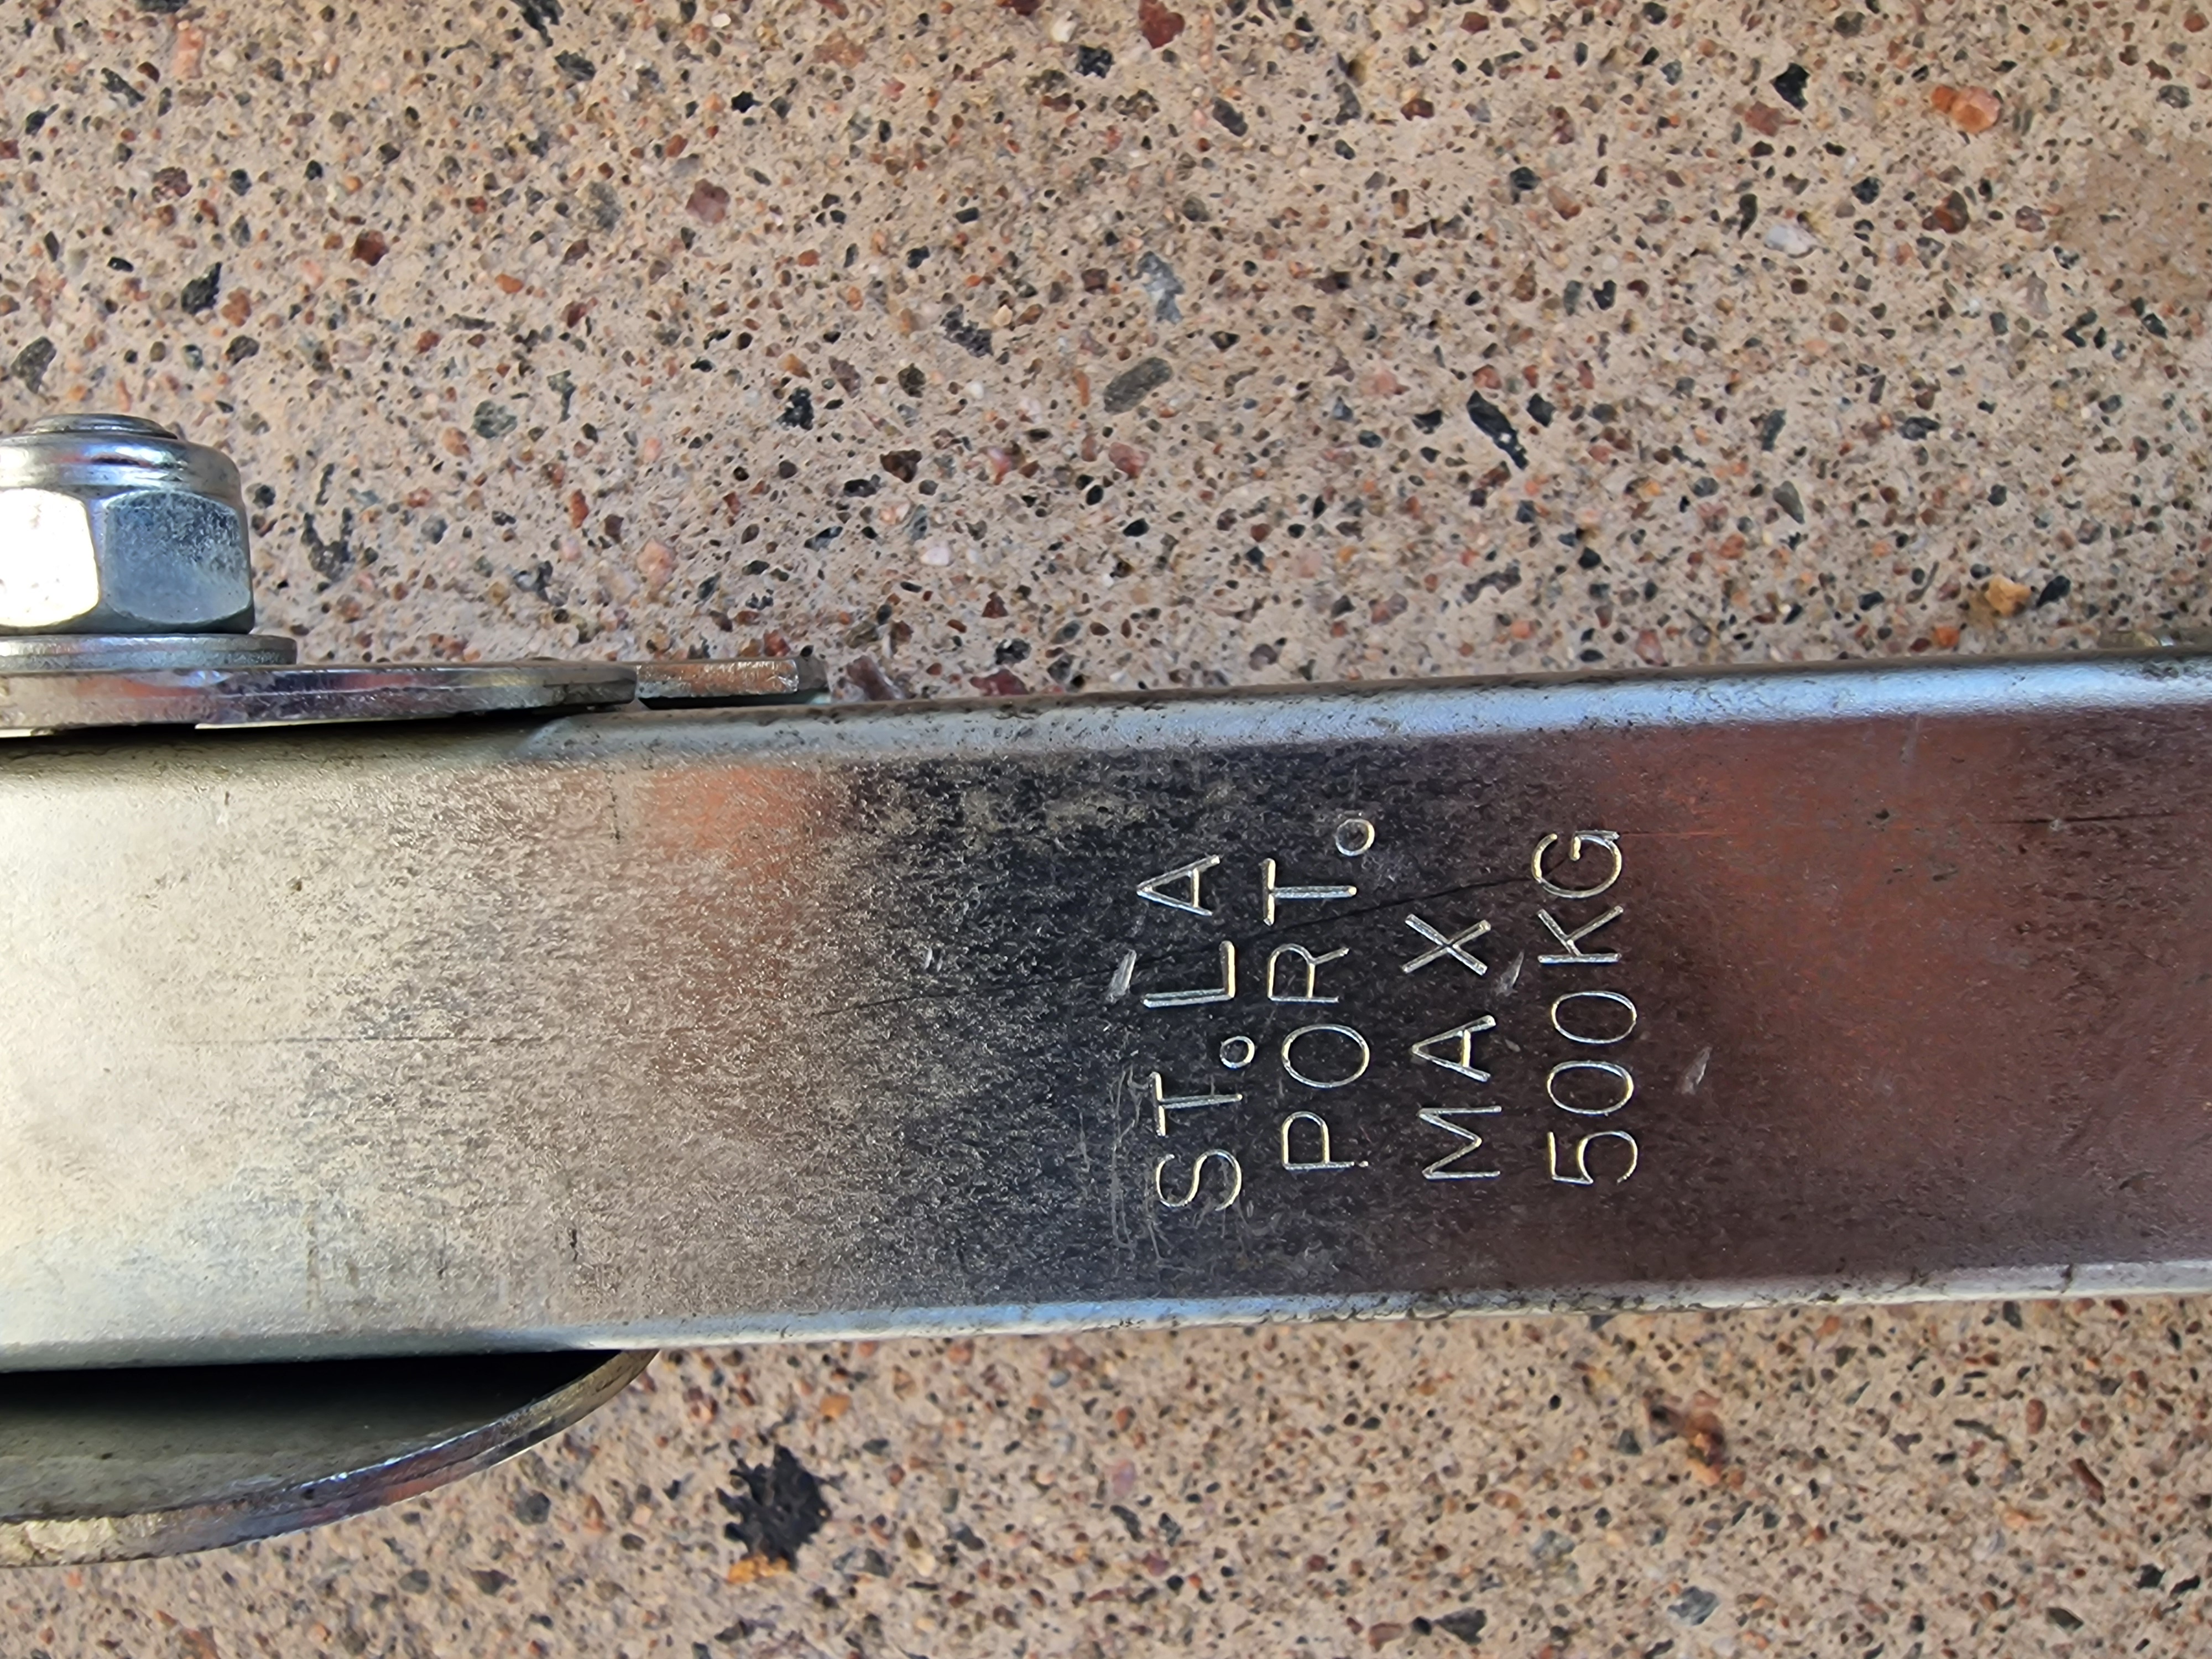 ST. LA
PORT.
MAX
500KG